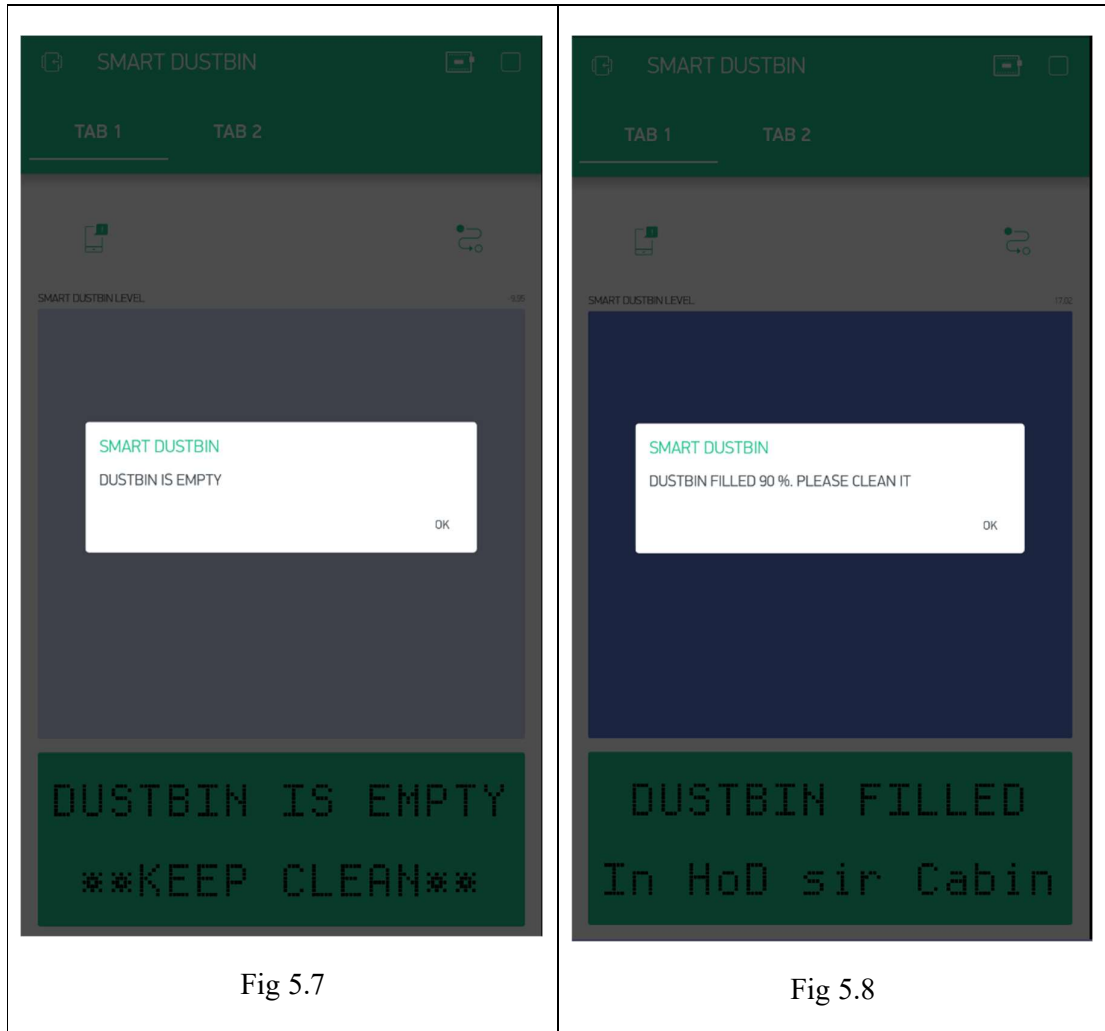 SMART DUSTBIN
TAB 1 TAB 2
SMART DUSTBIN LEVEL
SMART DUSTBIN
DUSTBIN IS EMPTY
OK
DUSTBIN IS EMPTY
**KEEP CLEAN**
Fig 5.7
SMART DUSTBIN
TAB 1 TAB 2
SMART DUSTBIN LEVEL 17.02
SMART DUSTBIN
DUSTBIN FILLED 90 %. PLEASE CLEAN IT
OK
DUSTBIN FILLED
In HoD sir Cabin
Fig 5.8